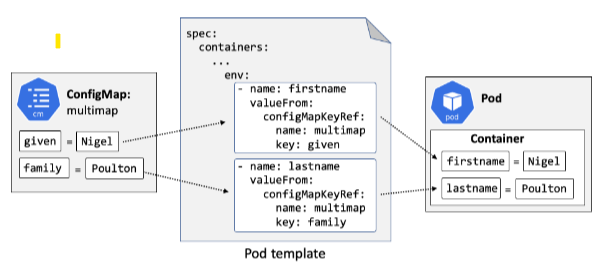 ConfigMap:
multimap
cm
given = Nigel
family = Poulton
spec:
containers:
...
env:
- name: firstname
valueFrom:
configMapKeyRef:
name: multimap
key: given
- name: lastname
valueFrom:
configMapKeyRef:
name: multimap
key: family
Pod template
Pod
pod
Container
firstname = Nigel
lastname = Poulton